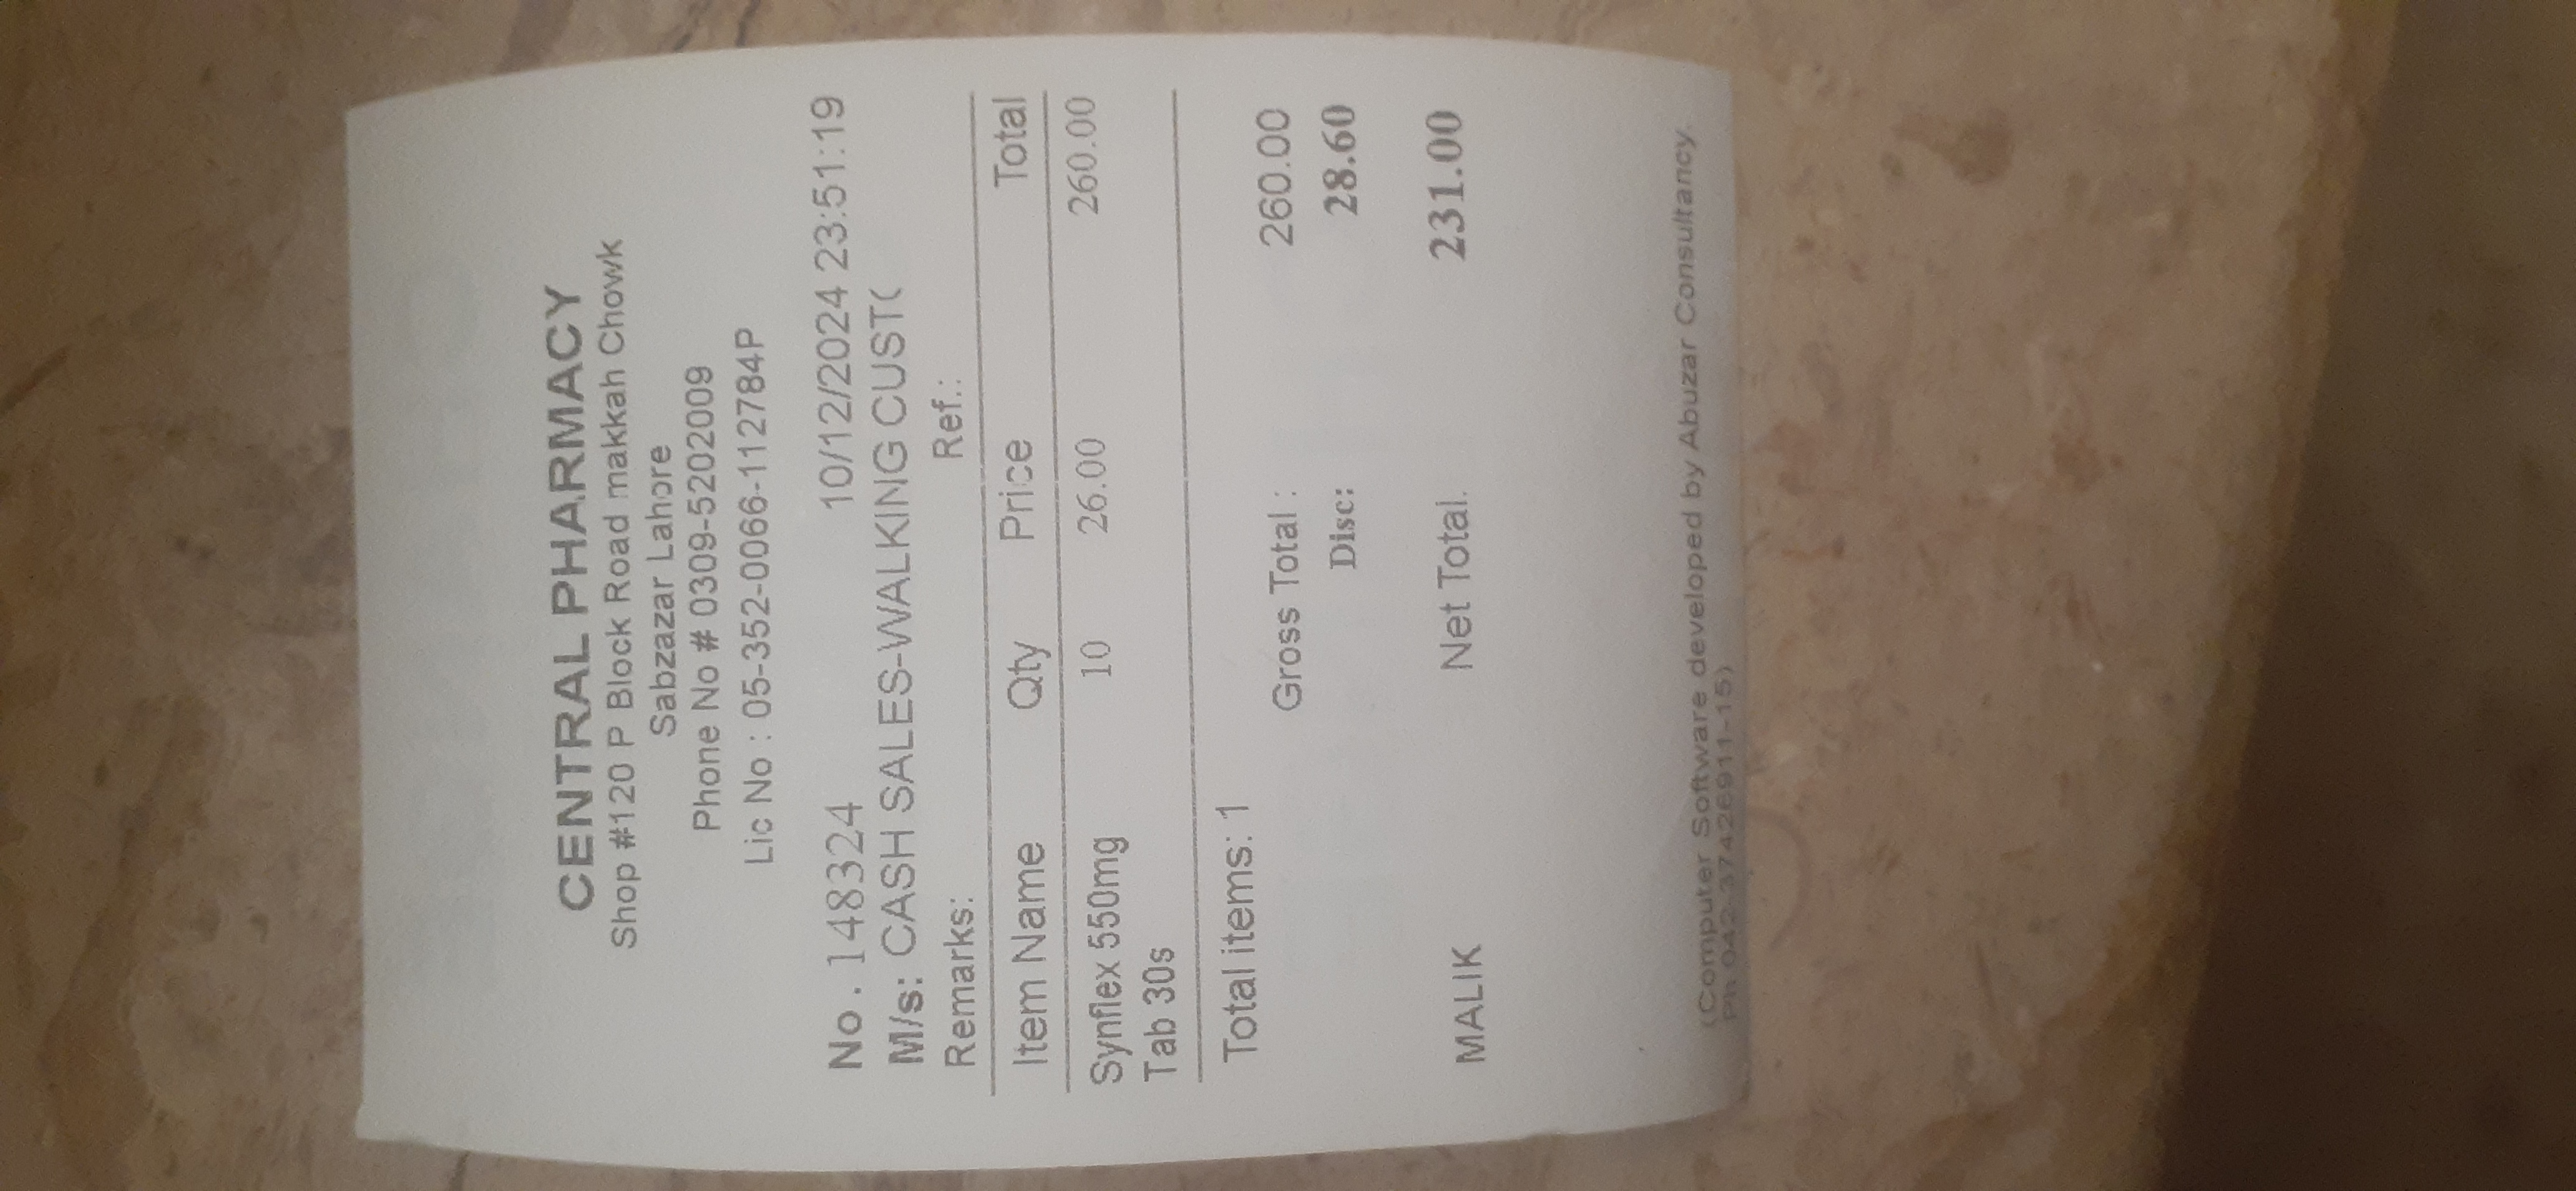 CENTRAL PHARMACY
Shop #120 P Block Road makkah Chowk
Sabzazar Lahore
Phone No # 0309-5202009
Lic No : 05-352-0066-112784P
No . 148324 10/12/2024 23:51:19
M/s: CASH SALES-WALKING CUST(
Remarks: Ref.:
Item Name Qty Price Total
Synflex 550mg 10 26.00 260.00
Tab 30s
Total items: 1
Gross Total : 260.00
Disc: 28.60
MALIK Net Total. 231.00
(Computer Software developed by Abuzar Consultancy.
Ph 042-37426911-15)